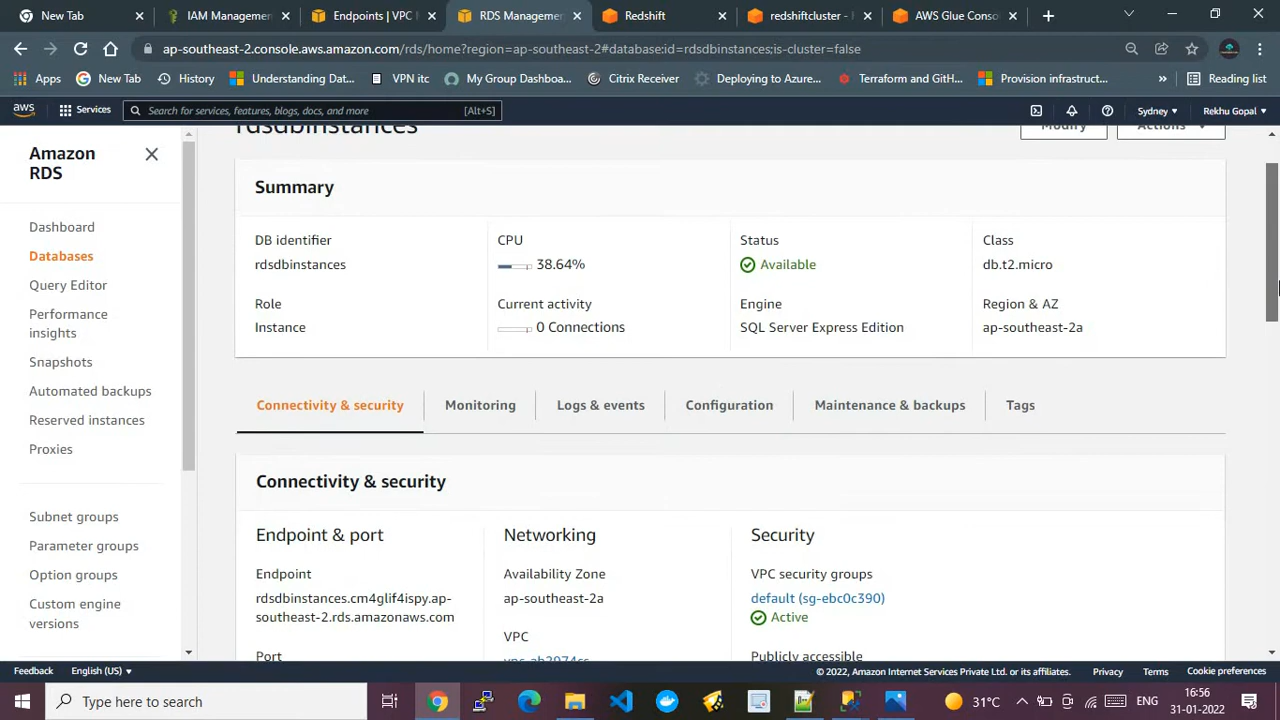 New Tab
IAM Managemen
Endpoints | VPC
RDS Managemen
Redshift
redshiftcluster -
AWS Glue Conso
ap-southeast-2.console.aws.amazon.com/rds/home?region=ap-southeast-2#database:id=rdsdbinstances;is-cluster=false
Apps
New Tab
History
Understanding Dat...
VPN itc
My Group Dashboa...
Citrix Receiver
Deploying to Azure...
Terraform and GitH...
Provision infrastruct...
»
Reading list
aws
Services
Search for services, features, blogs, docs, and more
[Alt+S]
Sydney
Rekhu Gopal
Amazon
RDS
Dashboard
Databases
Query Editor
Performance
insights
Snapshots
Automated backups
Reserved instances
Proxies
Subnet groups
Parameter groups
Option groups
Custom engine
versions
rdsdbinstances
Modify
Actions
Summary
DB identifier
rdsdbinstances
CPU
38.64%
Status
Available
Class
db.t2.micro
Role
Instance
Current activity
0 Connections
Engine
SQL Server Express Edition
Region & AZ
ap-southeast-2a
Connectivity & security
Monitoring
Logs & events
Configuration
Maintenance & backups
Tags
Connectivity & security
Endpoint & port
Endpoint
rdsdbinstances.cm4glif4ispy.ap-
southeast-2.rds.amazonaws.com
Port
Networking
Availability Zone
ap-southeast-2a
VPC
Security
VPC security groups
default (sg-ebc0c390)
Active
Publicly accessible
Feedback
English (US)
© 2022, Amazon Internet Services Private Ltd. or its affiliates.
Privacy
Terms
Cookie preferences
Type here to search
31°C
ENG
16:56
31-01-2022